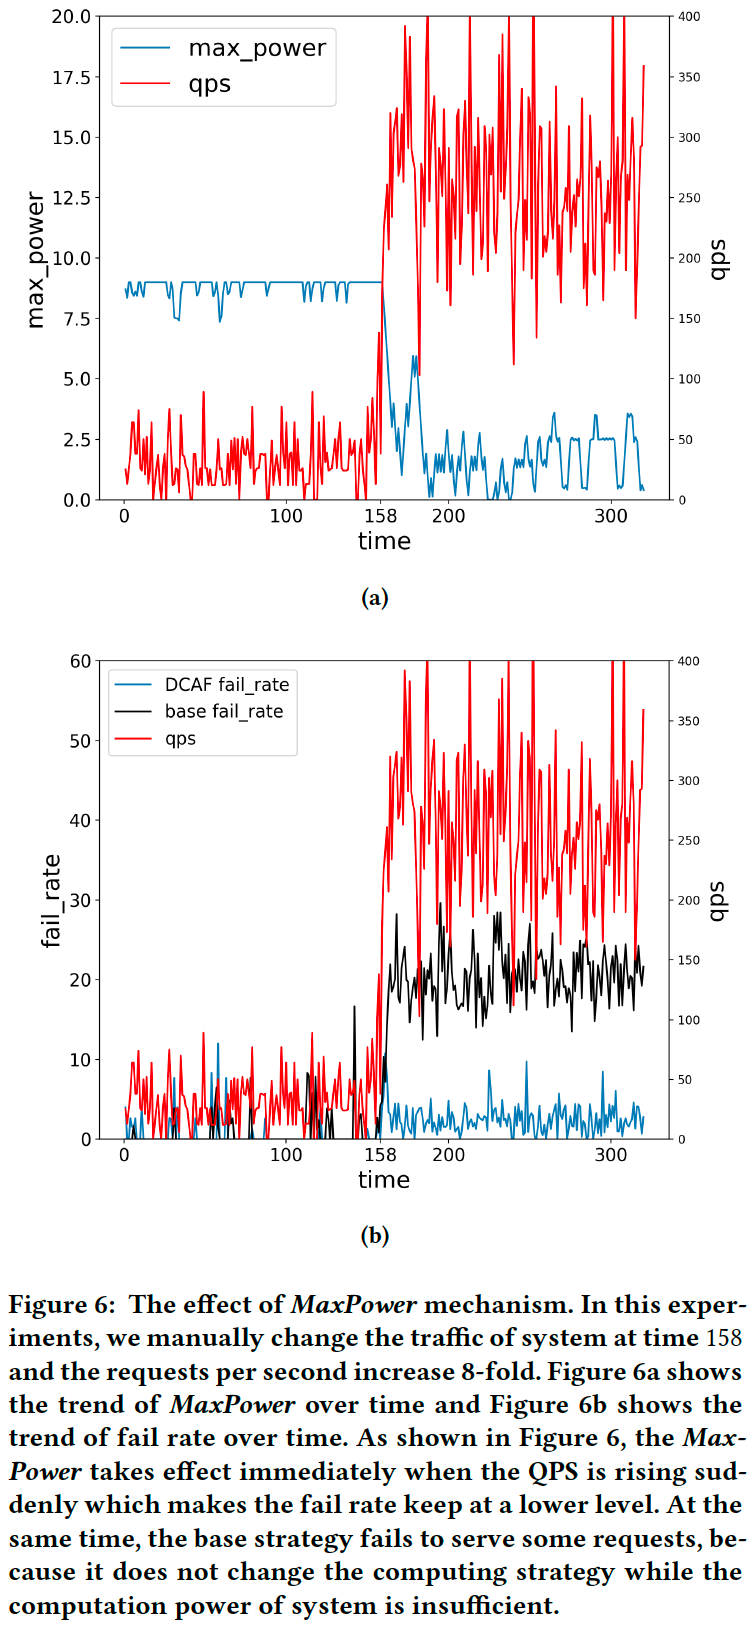 20.0
17.5
15.0
12.5
10.0
7.5
5.0
2.5
0.0
max_power
max_power
qps
400
350
300
250
200
150
100
50
0
qps
0 100 158 200 300
time
(a)
60
50
40
30
20
10
0
fail_rate
DCAF fail_rate
base fail_rate
qps
400
350
300
250
200
150
100
50
0
qps
0 100 158 200 300
time
(b)
Figure 6: The effect of MaxPower mechanism. In this exper-
iments, we manually change the traffic of system at time 158
and the requests per second increase 8-fold. Figure 6a shows
the trend of MaxPower over time and Figure 6b shows the
trend of fail rate over time. As shown in Figure 6, the Max-
Power takes effect immediately when the QPS is rising sud-
denly which makes the fail rate keep at a lower level. At the
same time, the base strategy fails to serve some requests, be-
cause it does not change the computing strategy while the
computation power of system is insufficient.